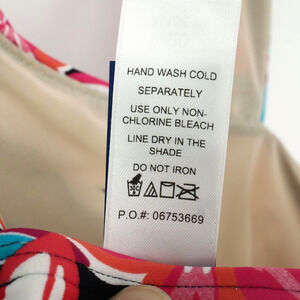 HAND WASH COLD
SEPARATELY
USE ONLY NON-
CHLORINE BLEACH
LINE DRY IN THE
SHADE
DO NOT IRON
P.O.#: 06753669